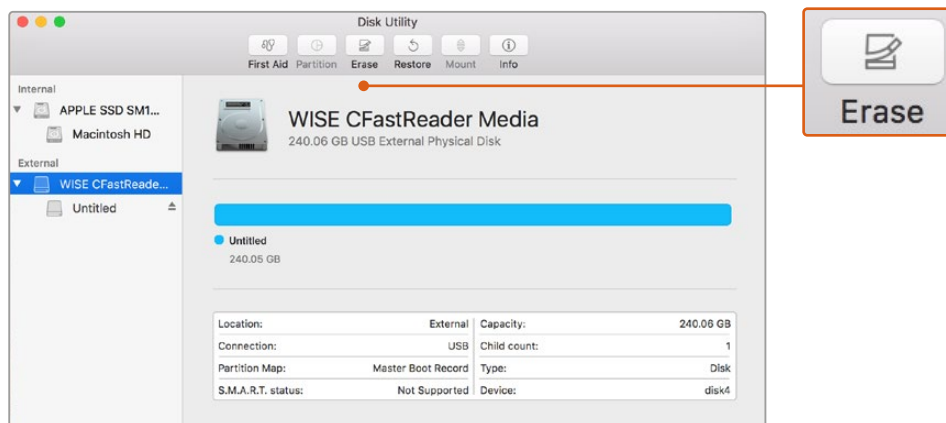 Disk Utility
First Aid Partition Erase Restore Mount Info
Erase
Internal
APPLE SSD SM1...
Macintosh HD
External
WISE CFastReade...
Untitled
WISE CFastReader Media
240.06 GB USB External Physical Disk
Untitled
240.05 GB
Location: External Capacity: 240.06 GB
Connection: USB Child count: 1
Partition Map: Master Boot Record Type: Disk
S.M.A.R.T. status: Not Supported Device: disk4